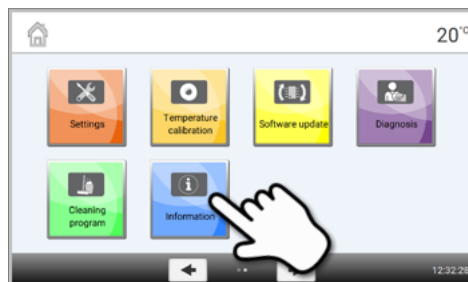 20°C
Settings
Temperature
calibration
Software update
Diagnosis
Cleaning
program
Information
12:32:28